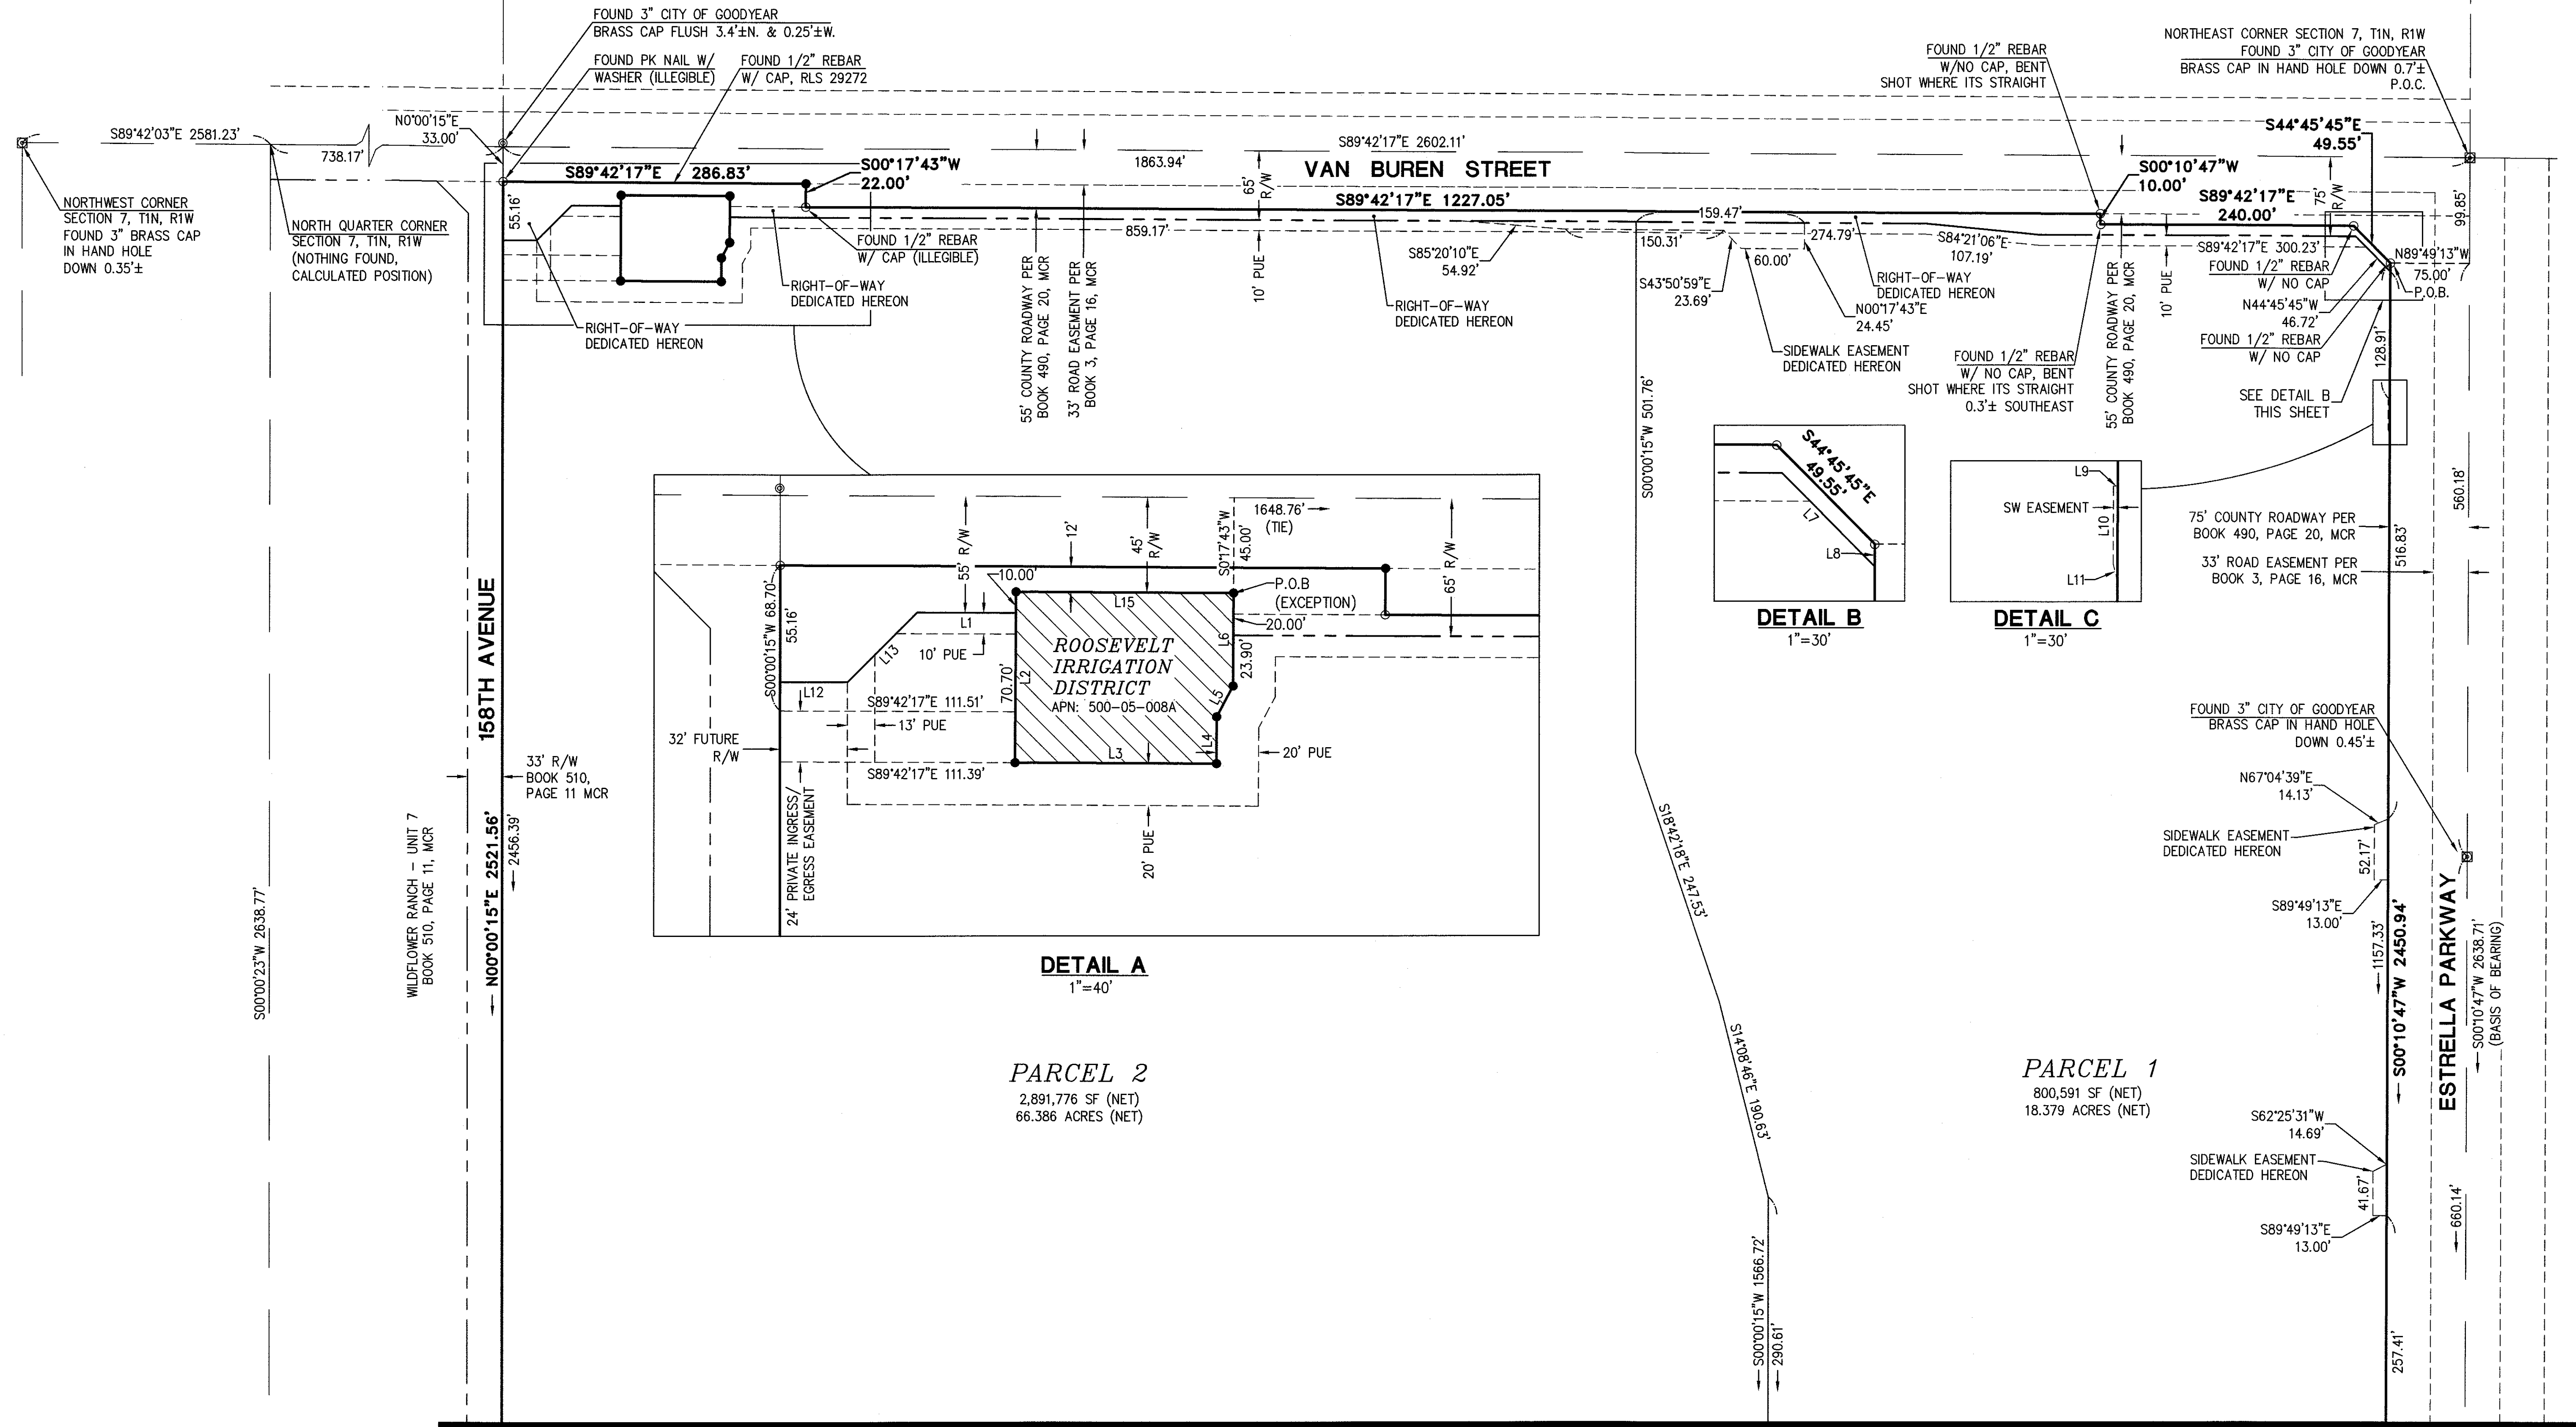 FOUND 3" CITY OF GOODYEAR
BRASS CAP FLUSH 3.4'±N. & 0.25'±W.
FOUND PK NAIL W/
WASHER (ILLEGIBLE)
FOUND 1/2" REBAR
W/ CAP, RLS 29272
FOUND 1/2" REBAR
W/NO CAP, BENT
SHOT WHERE ITS STRAIGHT
NORTHEAST CORNER SECTION 7, T1N, R1W
FOUND 3" CITY OF GOODYEAR
BRASS CAP IN HAND HOLE DOWN 0.7'±
P.O.C.
S89°42'03"E 2581.23'
738.17'
N0°00'15"E
33.00'
S89°42'17"E 2602.11'
1863.94'
VAN BUREN STREET
65'
R/W
S44°45'45"E
49.55'
S89°42'17"E 286.83'
S00°17'43"W
22.00'
S89°42'17"E 1227.05'
S00°10'47"W
10.00'
S89°42'17"E
240.00'
75'
R/W
99.85'
NORTHWEST CORNER
SECTION 7, T1N, R1W
FOUND 3" BRASS CAP
IN HAND HOLE
DOWN 0.35'±
NORTH QUARTER CORNER
SECTION 7, T1N, R1W
(NOTHING FOUND,
CALCULATED POSITION)
55.16'
FOUND 1/2" REBAR
W/ CAP (ILLEGIBLE)
859.17'
159.47'
150.31'
274.79'
S84°21'06"E
107.19'
S89°42'17"E 300.23'
N89°49'13"W
75.00'
P.O.B.
FOUND 1/2" REBAR
W/ NO CAP
N44°45'45"W
46.72'
FOUND 1/2" REBAR
W/ NO CAP
RIGHT-OF-WAY
DEDICATED HEREON
RIGHT-OF-WAY
DEDICATED HEREON
55' COUNTY ROADWAY PER
BOOK 490, PAGE 20, MCR
33' ROAD EASEMENT PER
BOOK 3, PAGE 16, MCR
10' PUE
S85°20'10"E
54.92'
RIGHT-OF-WAY
DEDICATED HEREON
60.00'
S43°50'59"E
23.69'
RIGHT-OF-WAY
DEDICATED HEREON
N00°17'43"E
24.45'
SIDEWALK EASEMENT
DEDICATED HEREON
FOUND 1/2" REBAR
W/ NO CAP, BENT
SHOT WHERE ITS STRAIGHT
0.3'± SOUTHEAST
55' COUNTY ROADWAY PER
BOOK 490, PAGE 20, MCR
10' PUE
128.91'
SEE DETAIL B
THIS SHEET
S00°00'15"W 501.76'
S44°45'45"E
49.55'
L7
L8
DETAIL B
1"=30'
L9
SW EASEMENT
L10
L11
DETAIL C
1"=30'
560.18'
75' COUNTY ROADWAY PER
BOOK 490, PAGE 20, MCR
516.83'
33' ROAD EASEMENT PER
BOOK 3, PAGE 16, MCR
1648.76'
(TIE)
55' R/W
12'
45'
R/W
S0°17'43"W
45.00'
65' R/W
10.00'
P.O.B
(EXCEPTION)
L15
20.00'
L1
10' PUE
S00°00'15"W 68.70'
55.16'
L13
L12
S89°42'17"E 111.51'
13' PUE
32' FUTURE
R/W
S89°42'17"E 111.39'
70.70'
L2
ROOSEVELT
IRRIGATION
DISTRICT
APN: 500-05-008A
L6
23.90'
L5
L4
L3
20' PUE
20' PUE
24' PRIVATE INGRESS/
EGRESS EASEMENT
DETAIL A
1"=40'
158TH AVENUE
33' R/W
BOOK 510,
PAGE 11 MCR
N00°00'15"E 2521.56'
2456.39'
WILDFLOWER RANCH - UNIT 7
BOOK 510, PAGE 11, MCR
S00°00'23"W 2638.77'
FOUND 3" CITY OF GOODYEAR
BRASS CAP IN HAND HOLE
DOWN 0.45'±
N67°04'39"E
14.13'
SIDEWALK EASEMENT
DEDICATED HEREON
52.17'
S89°49'13"E
13.00'
S18°42'18"E 247.53'
1157.33'
S00°10'47"W 2450.94'
ESTRELLA PARKWAY
S00°10'47"W 2638.71'
(BASIS OF BEARING)
PARCEL 2
2,891,776 SF (NET)
66.386 ACRES (NET)
S14°08'46"E 190.63'
PARCEL 1
800,591 SF (NET)
18.379 ACRES (NET)
S62°25'31"W
14.69'
SIDEWALK EASEMENT
DEDICATED HEREON
41.67'
S89°49'13"E
13.00'
660.14'
S00°00'15"W 1566.72'
290.61'
257.41'